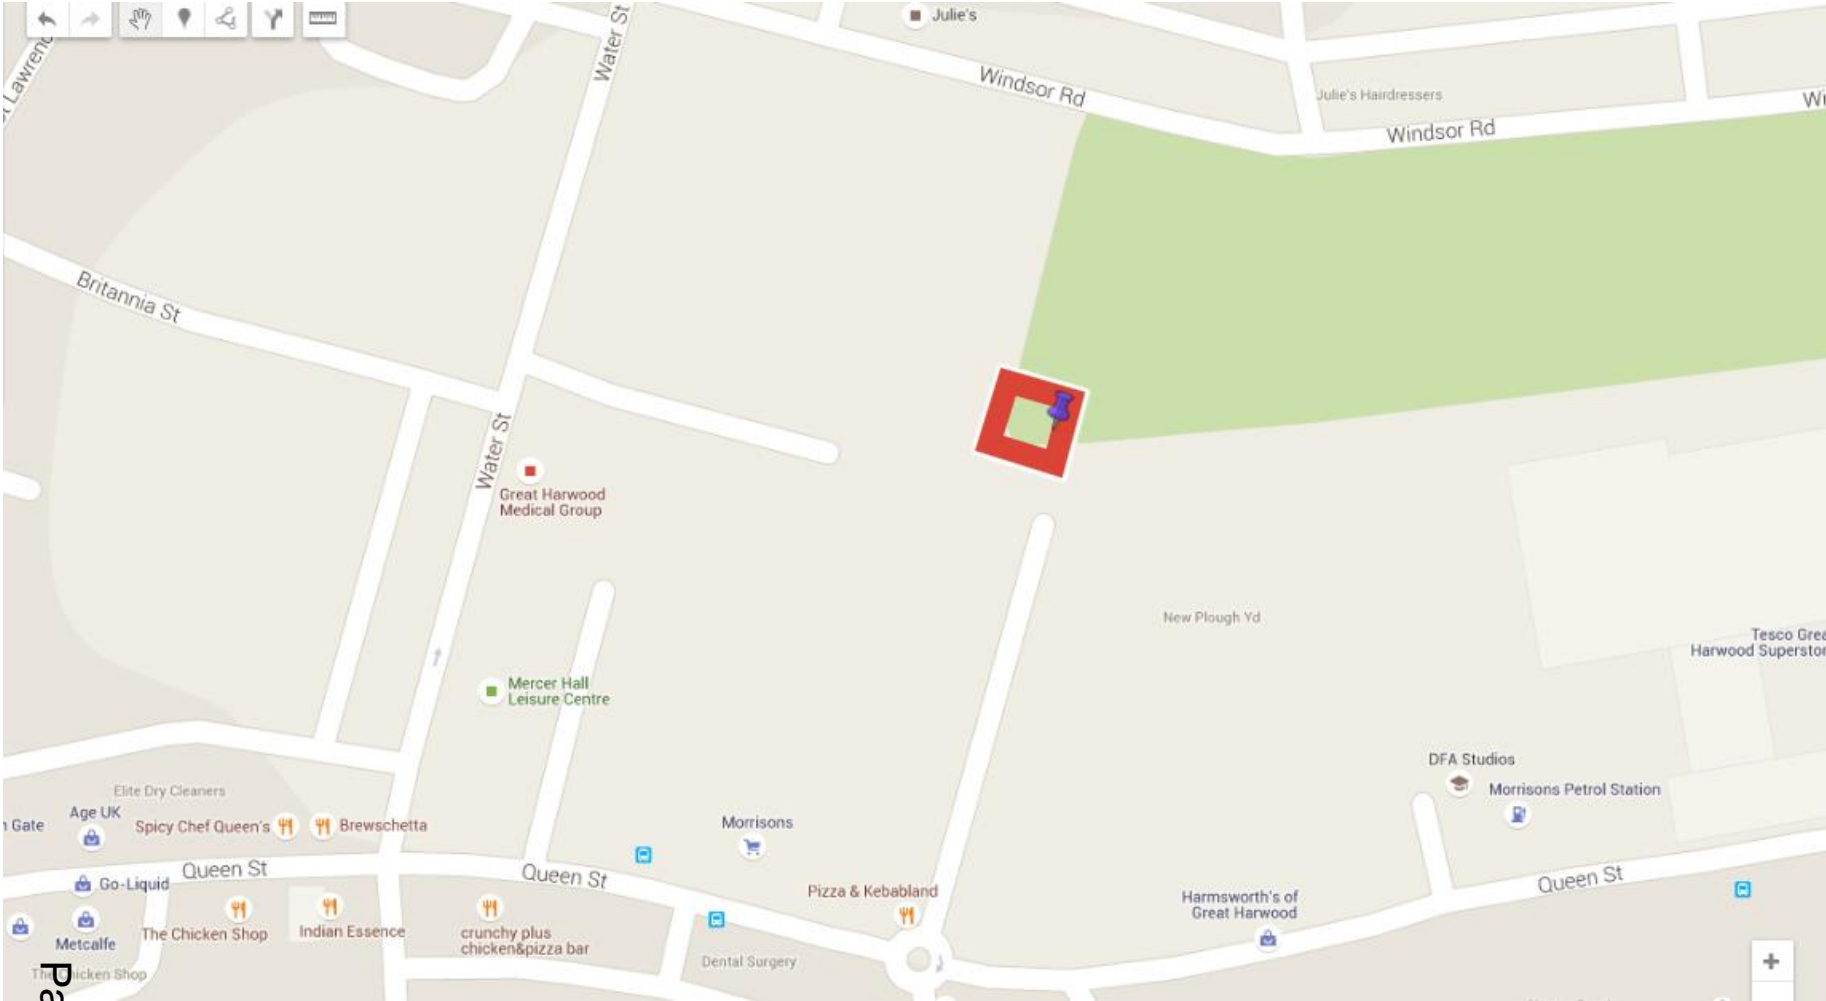 Water St
Julie's
Windsor Rd
Julie's Hairdressers
Windsor Rd
Britannia St
Water St
Great Harwood
Medical Group
New Plough Yd
Tesco
Harwood
Mercer Hall
Leisure Centre
DFA Studios
Morrisons Petrol Station
Elite Dry Cleaners
Age UK
Gate
Spicy Chef Queen's
Brewschetta
Morrisons
Queen St
Queen St
Go-Liquid
Pizza & Kebabland
Queen St
Harmsworth's of
Great Harwood
The Chicken Shop
Indian Essence
crunchy plus
chicken&pizza bar
Metcalfe
Dental Surgery
The Chicken Shop
Pa